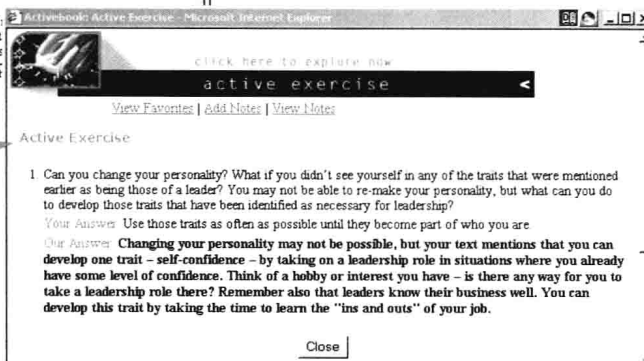 Activebook: Active Exercise - Microsoft Internet Explorer
click here to explore now
active exercise
View Favorites | Add Notes | View Notes
Active Exercise
1. Can you change your personality? What if you didn't see yourself in any of the traits that were mentioned
earlier as being those of a leader? You may not be able to re-make your personality, but what can you do
to develop those traits that have been identified as necessary for leadership?
Your Answer Use those traits as often as possible until they become part of who you are
Our Answer Changing your personality may not be possible, but your text mentions that you can
develop one trait – self-confidence – by taking on a leadership role in situations where you already
have some level of confidence. Think of a hobby or interest you have – is there any way for you to
take a leadership role there? Remember also that leaders know their business well. You can
develop this trait by taking the time to learn the "ins and outs" of your job.
Close